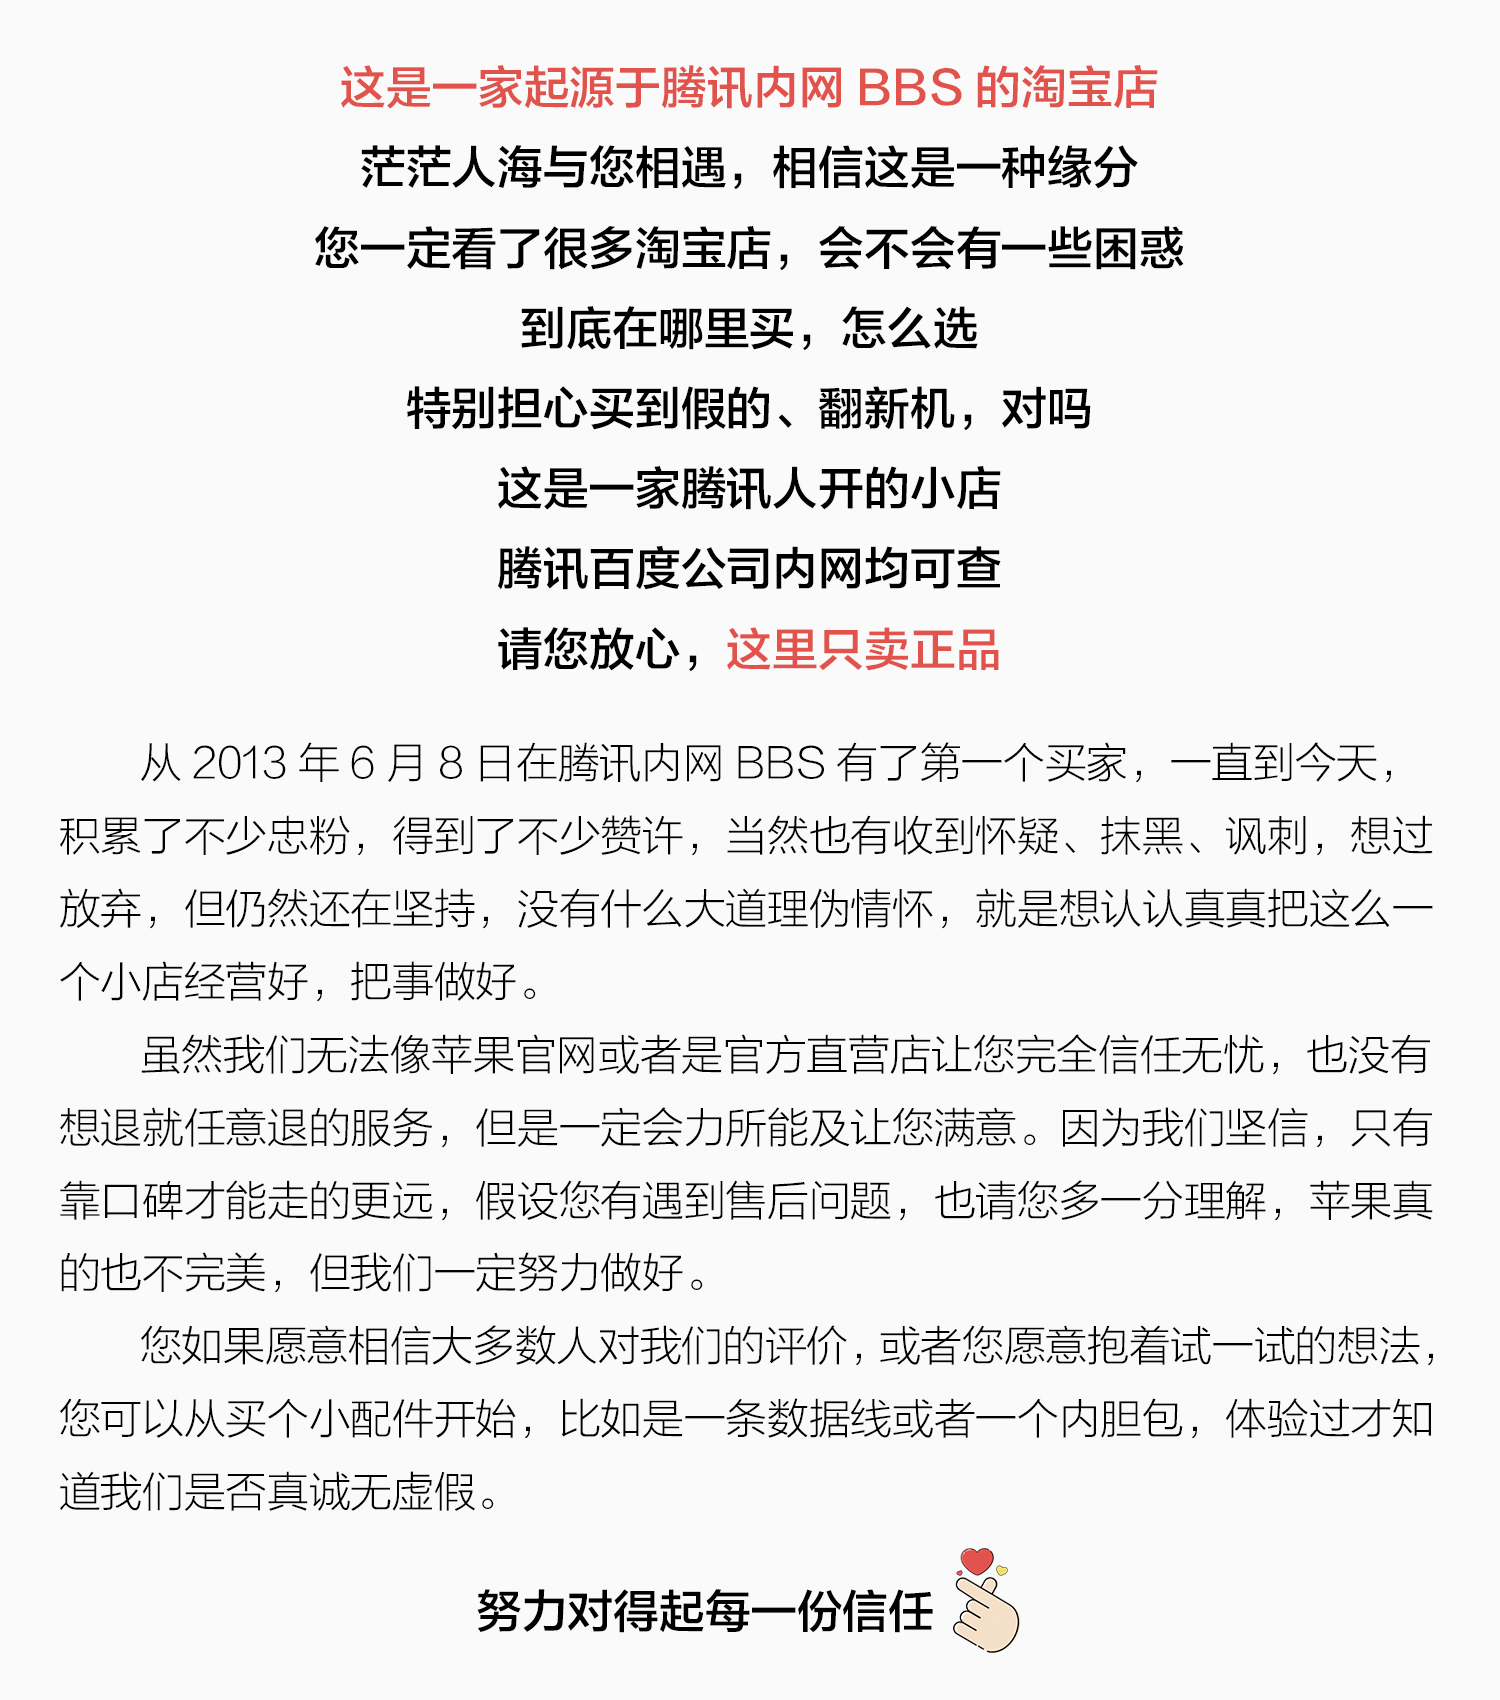 这是一家起源于腾讯内网 BBS 的淘宝店
茫茫人海与您相遇，相信这是一种缘分
您一定看了很多淘宝店，会不会有一些困惑
到底在哪里买，怎么选
特别担心买到假的、翻新机，对吗
这是一家腾讯人开的小店
腾讯百度公司内网均可查
请您放心，这里只卖正品
从 2013 年 6 月 8 日在腾讯内网 BBS 有了第一个买家，一直到今天，
积累了不少忠粉，得到了不少赞许，当然也有收到怀疑、抹黑、讽刺，想过
放弃，但仍然还在坚持，没有什么大道理伪情怀，就是想认认真真把这么一
个小店经营好，把事做好。
虽然我们无法像苹果官网或者是官方直营店让您完全信任无忧，也没有
想退就任意退的服务，但是一定会力所能及让您满意。因为我们坚信，只有
靠口碑才能走的更远，假设您有遇到售后问题，也请您多一分理解，苹果真
的也不完美，但我们一定努力做好。
您如果愿意相信大多数人对我们的评价，或者您愿意抱着试一试的想法，
您可以从买个小配件开始，比如是一条数据线或者一个内胆包，体验过才知
道我们是否真诚无虚假。
努力对得起每一份信任